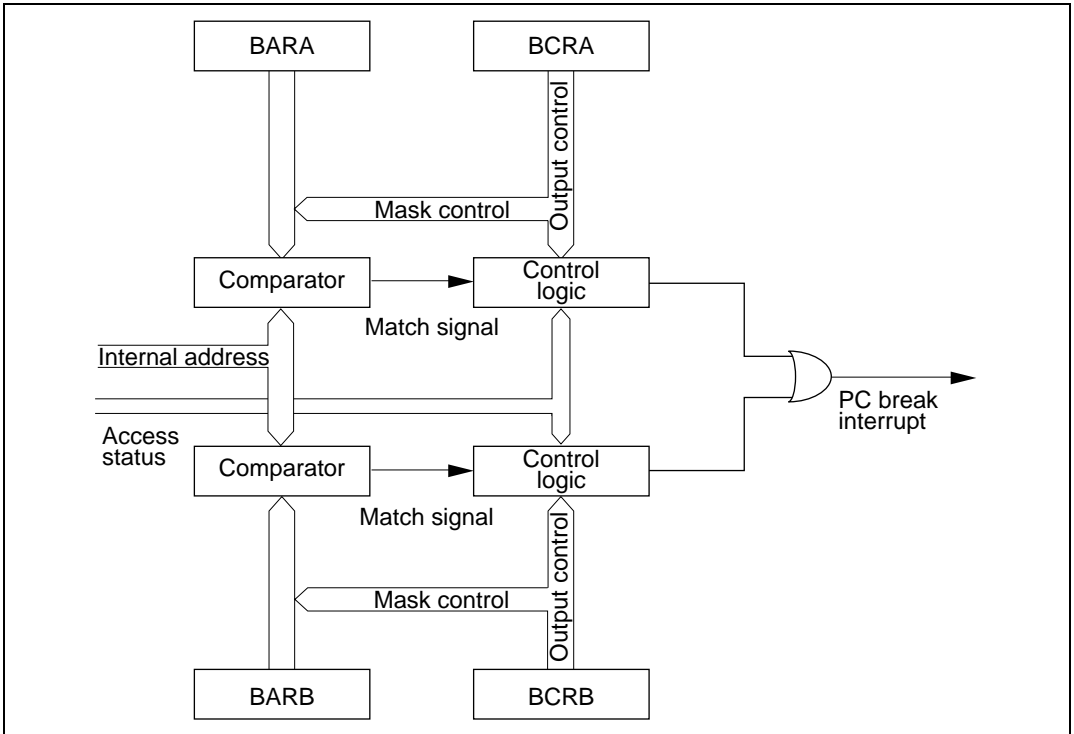 BARA
BCRA
Output control
Mask control
Comparator
Control
logic
Match signal
Internal address
Access
status
PC break
interrupt
Comparator
Control
logic
Match signal
Output control
Mask control
BARB
BCRB